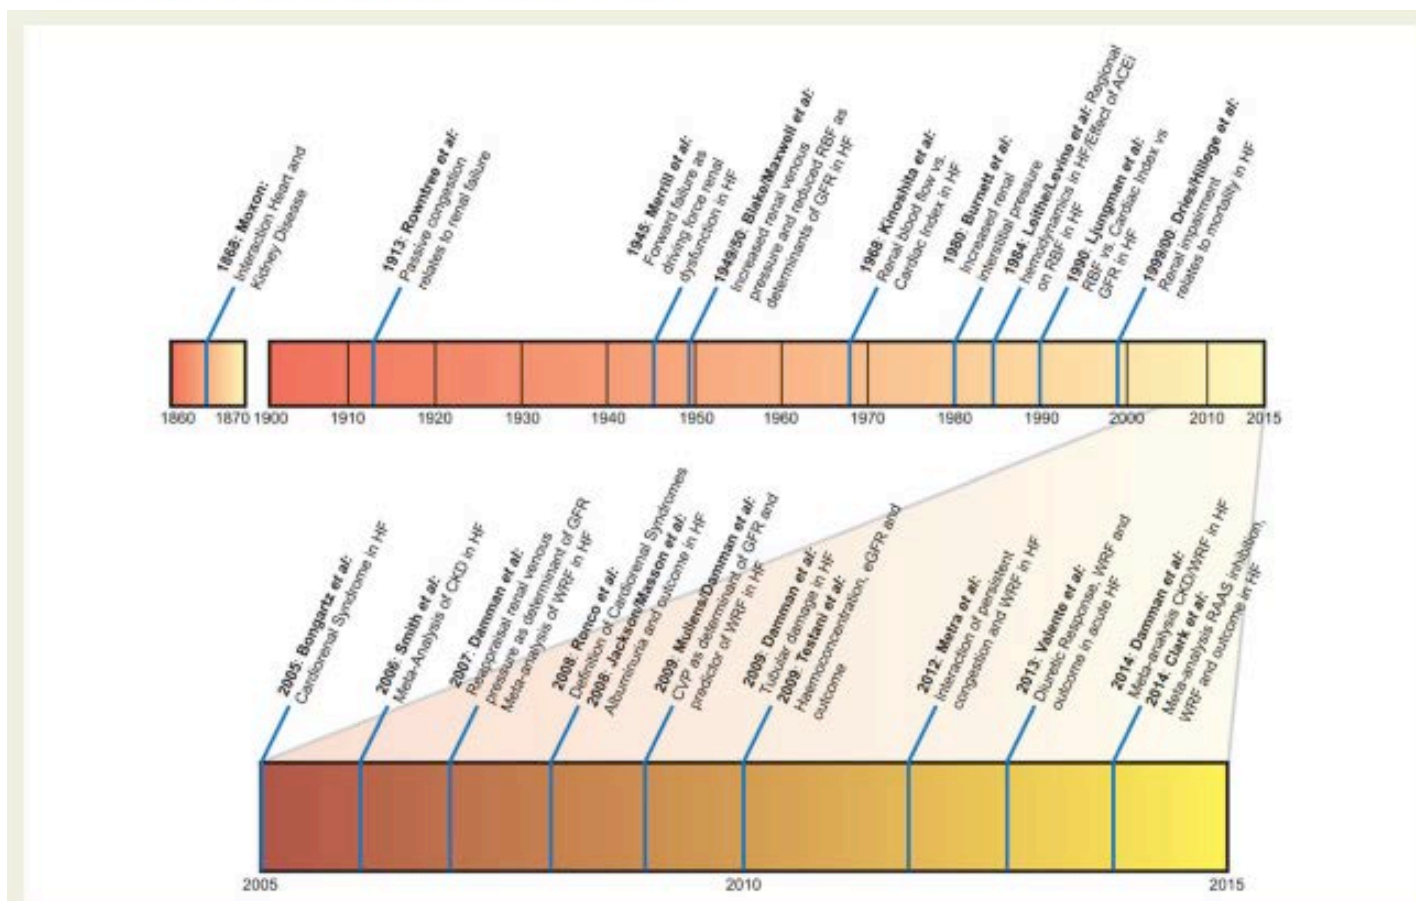 1868: Moxon:
Interaction Heart and
Kidney Disease
1913: Rowntree et al:
Passive congestion
relates to renal failure
1945: Merrill et al:
Forward failure as
driving force renal
dysfunction in HF
1949/50: Blake/Maxwell et al:
Increased renal venous
pressure and reduced RBF as
determinants of GFR in HF
1968: Kinoshita et al:
Renal blood flow vs.
Cardiac Index in HF
1980: Burnett et al:
Increased renal
interstitial pressure
1984: Leithe/Levine et al: Regional
hemodynamics in HF/Effect of ACEi
on RBF in HF
1990: Ljungman et al:
RBF vs. Cardiac Index vs
GFR in HF
1999/00: Dries/Hillege et al:
Renal impairment
relates to mortality in HF
1860 1870 1900 1910 1920 1930 1940 1950 1960 1970 1980 1990 2000 2010 2015
2005: Bongartz et al:
Cardiorenal Syndrome in HF
2006: Smith et al:
Meta-Analysis of CKD in HF
2007: Damman et al:
Reappraisal renal venous
pressure as determinant of GFR
Meta-analysis of WRF in HF
2008: Ronco et al:
Definition of Cardiorenal Syndromes
2008: Jackson/Masson et al:
Albuminuria and outcome in HF
2009: Mullens/Damman et al:
CVP as determinant of GFR and
predictor of WRF in HF
2009: Damman et al:
Tubular damage in HF
2009: Testani et al:
Haemoconcentration, eGFR and
outcome
2012: Metra et al:
Interaction of persistent
congestion and WRF in HF
2013: Valente et al:
Diuretic Response, WRF and
outcome in acute HF
2014: Damman et al:
Meta-analysis CKD/WRF in HF
2014: Clark et al:
Meta-analysis RAAS inhibition,
WRF and outcome in HF
2005 2010 2015